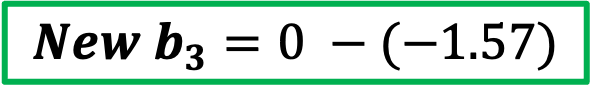 New b₃ = 0 − (−1.57)